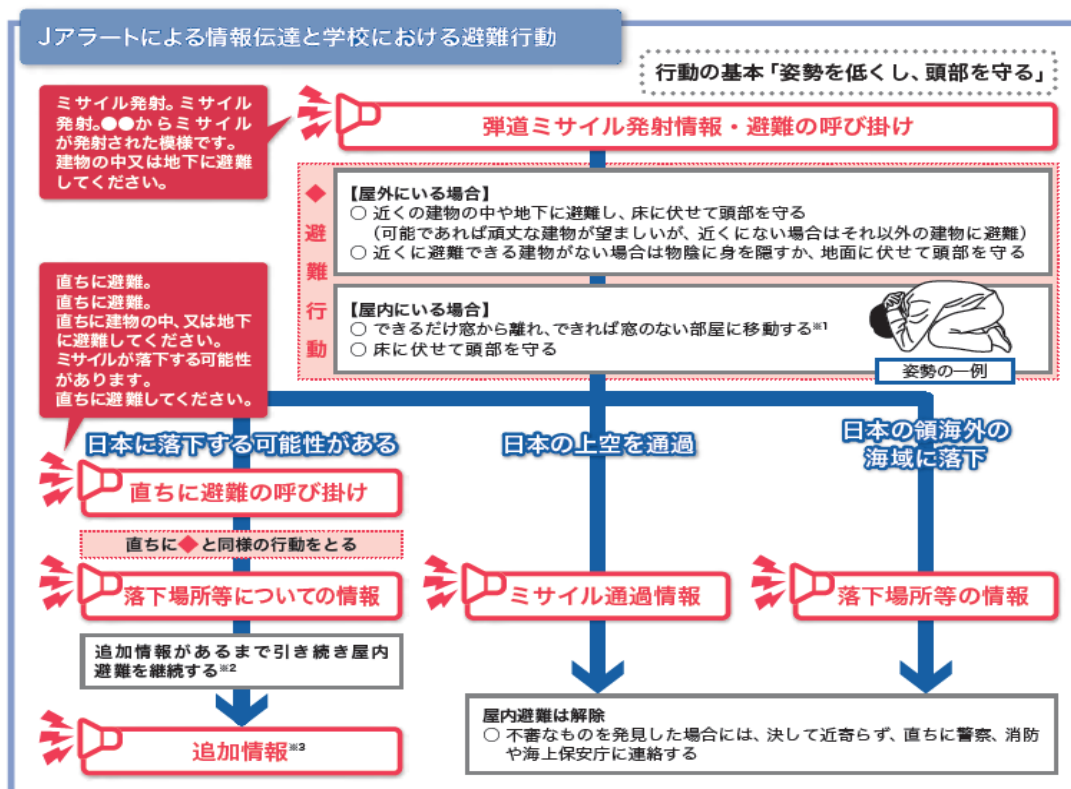 Jアラートによる情報伝達と学校における避難行動
行動の基本「姿勢を低くし、頭部を守る」
ミサイル発射。ミサイル
発射。●●からミサイル
が発射された模様です。
建物の中又は地下に避難
してください。
弾道ミサイル発射情報・避難の呼び掛け
◆避難行動
【屋外にいる場合】
○ 近くの建物の中や地下に避難し、床に伏せて頭部を守る
(可能であれば頑丈な建物が望ましいが、近くにない場合はそれ以外の建物に避難)
○ 近くに避難できる建物がない場合は物陰に身を隠すか、地面に伏せて頭部を守る
【屋内にいる場合】
○ できるだけ窓から離れ、できれば窓のない部屋に移動する※1
○ 床に伏せて頭部を守る
姿勢の一例
直ちに避難。
直ちに避難。
直ちに建物の中、又は地下
に避難してください。
ミサイルが落下する可能性
があります。
直ちに避難してください。
日本に落下する可能性がある
直ちに避難の呼び掛け
直ちに◆と同様の行動をとる
落下場所等についての情報
追加情報があるまで引き続き屋内
避難を継続する※2
追加情報※3
日本の上空を通過
ミサイル通過情報
日本の領海外の
海域に落下
落下場所等の情報
屋内避難は解除
○ 不審なものを発見した場合には、決して近寄らず、直ちに警察、消防
や海上保安庁に連絡する